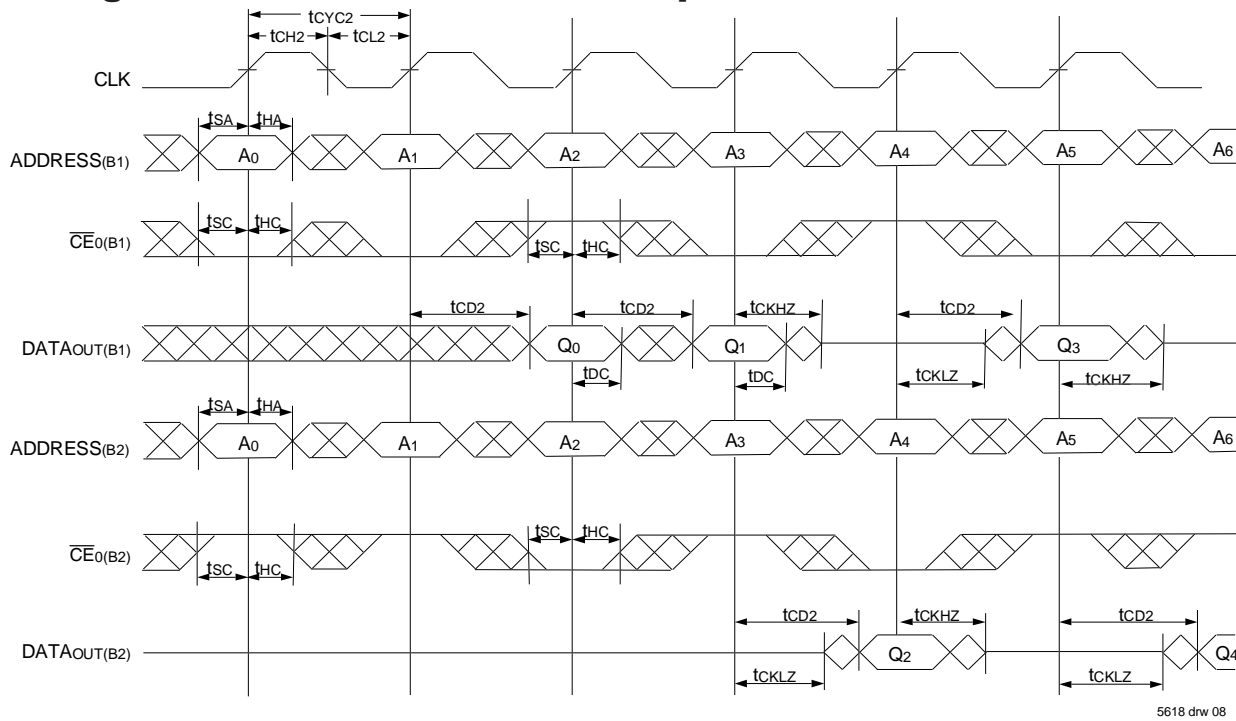 tCYC2
tCH2 tCL2
CLK
tSA tHA
ADDRESS(B1) A0 A1 A2 A3 A4 A5 A6
tSC tHC tSC tHC
CE0(B1)
tCD2 tCD2 tCKHZ tCD2
DATAOUT(B1) Q0 Q1 Q3
tDC tDC tCKLZ tCKHZ
tSA tHA
ADDRESS(B2) A0 A1 A2 A3 A4 A5 A6
tSC tHC
CE0(B2)
tSC tHC
tCD2 tCKHZ tCD2
DATAOUT(B2) Q2 Q4
tCKLZ tCKLZ
5618 drw 08